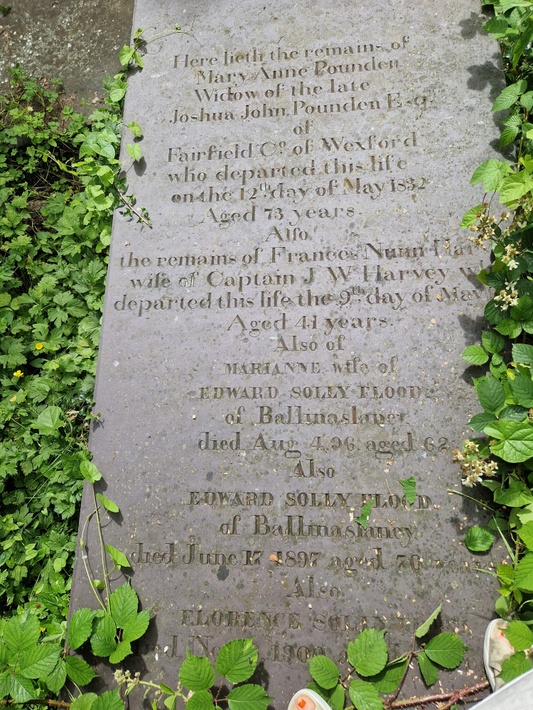 Here lieth the remains of
Mary Anne Pounden
Widow of the late
Joshua John Pounden Esq
of
Fairfield Co. of Wexford
who departed this life
on the 12th day of May 1832
Aged 73 years.
Also
the remains of Frances Nunn
wife of Captain J W Harvey
departed this life the 9th day of May
Aged 41 years.
Also of
MARIANNE wife of
EDWARD SOLLY FLOOD
of Ballinaslaney
died Aug 4, 96 aged 62
Also
EDWARD SOLLY FLOOD
of Ballinaslaney
died June 17 1897 aged 70
Also
FLORENCE SOLLY